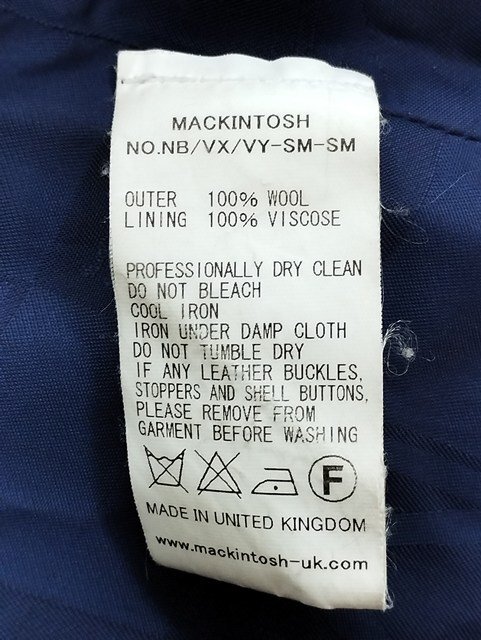 MACKINTOSH
NO.NB/VX/VY-SM-SM
OUTER 100% WOOL
LINING 100% VISCOSE
PROFESSIONALLY DRY CLEAN
DO NOT BLEACH
COOL IRON
IRON UNDER DAMP CLOTH
DO NOT TUMBLE DRY
IF ANY LEATHER BUCKLES,
STOPPERS AND SHELL BUTTONS,
PLEASE REMOVE FROM
GARMENT BEFORE WASHING
F
MADE IN UNITED KINGDOM
www.mackintosh-uk.com